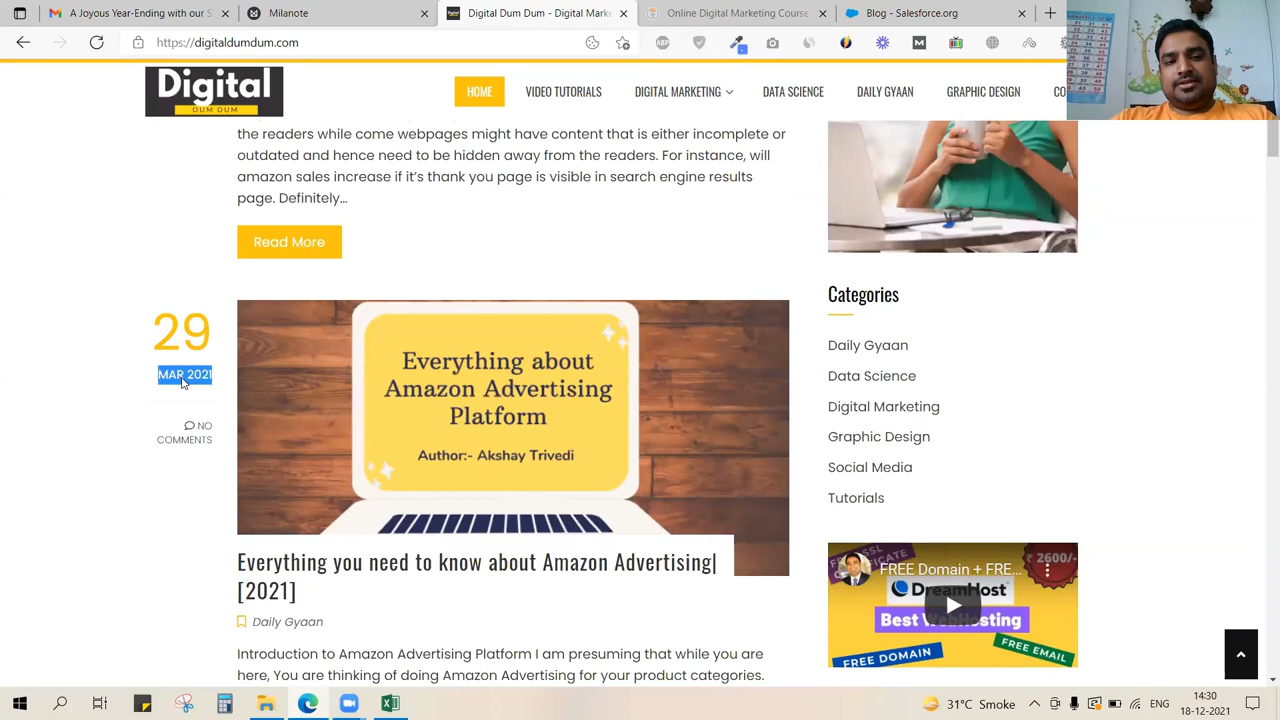 A Joyous Year-Ending with our S
Milanote
Digital Dum Dum - Digital Marke
Online Digital Marketing Course
Blog - Salesforce.org
https://digitaldumdum.com
Digital
DUM DUM
HOME
VIDEO TUTORIALS
DIGITAL MARKETING
DATA SCIENCE
DAILY GYAAN
GRAPHIC DESIGN
CO
the readers while come webpages might have content that is either incomplete or
outdated and hence need to be hidden away from the readers. For instance, will
amazon sales increase if it's thank you page is visible in search engine results
page. Definitely...
Read More
29
MAR 2021
NO
COMMENTS
Everything about
Amazon Advertising
Platform
Author:- Akshay Trivedi
Everything you need to know about Amazon Advertising|
[2021]
Daily Gyaan
Introduction to Amazon Advertising Platform I am presuming that while you are
here, You are thinking of doing Amazon Advertising for your product categories.
Categories
Daily Gyaan
Data Science
Digital Marketing
Graphic Design
Social Media
Tutorials
FREE SSL
CERTIFICATE
₹ 2600/-
FREE Domain + FRE...
DreamHost
Best WebHosting
FREE DOMAIN
FREE EMAIL
31°C Smoke
ENG
14:30
18-12-2021